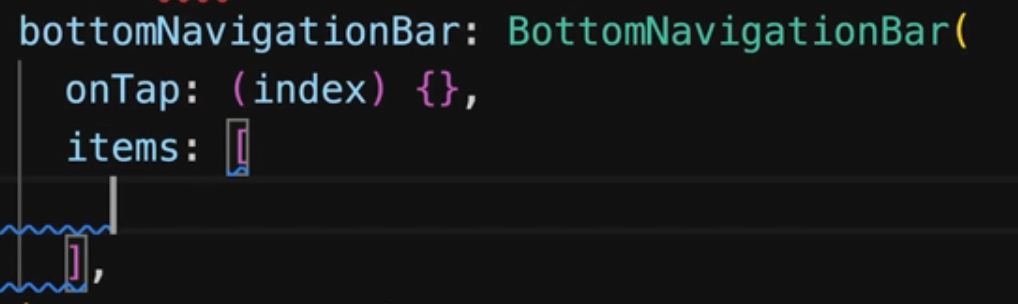 bottomNavigationBar: BottomNavigationBar(
onTap: (index) {},
items: [
],